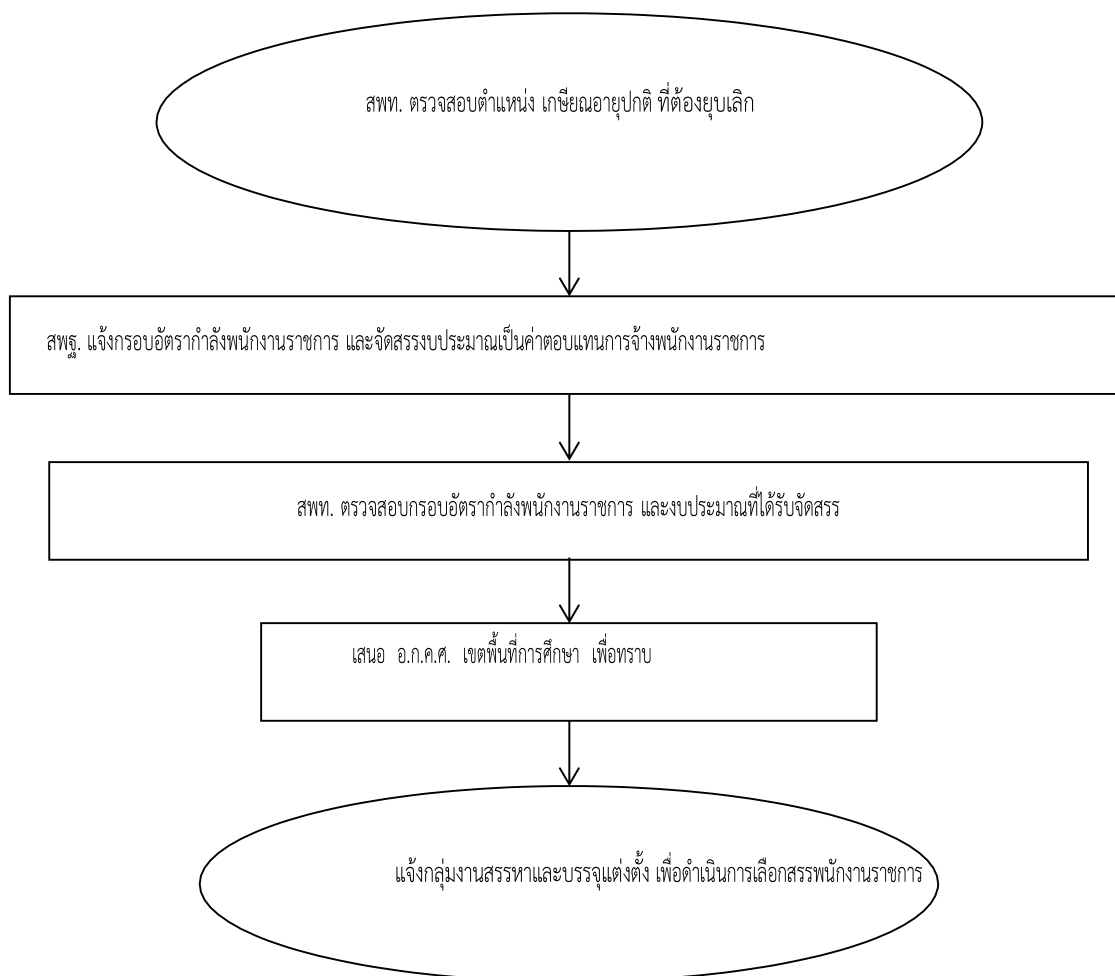 สพท. ตรวจสอบตำแหน่ง เกษียณอายุปกติ ที่ต้องยุบเลิก
สพฐ. แจ้งกรอบอัตรากำลังพนักงานราชการ และจัดสรรงบประมาณเป็นค่าตอบแทนการจ้างพนักงานราชการ
สพท. ตรวจสอบกรอบอัตรากำลังพนักงานราชการ และงบประมาณที่ได้รับจัดสรร
เสนอ อ.ก.ค.ศ. เขตพื้นที่การศึกษา เพื่อทราบ
แจ้งกลุ่มงานสรรหาและบรรจุแต่งตั้ง เพื่อดำเนินการเลือกสรรพนักงานราชการ